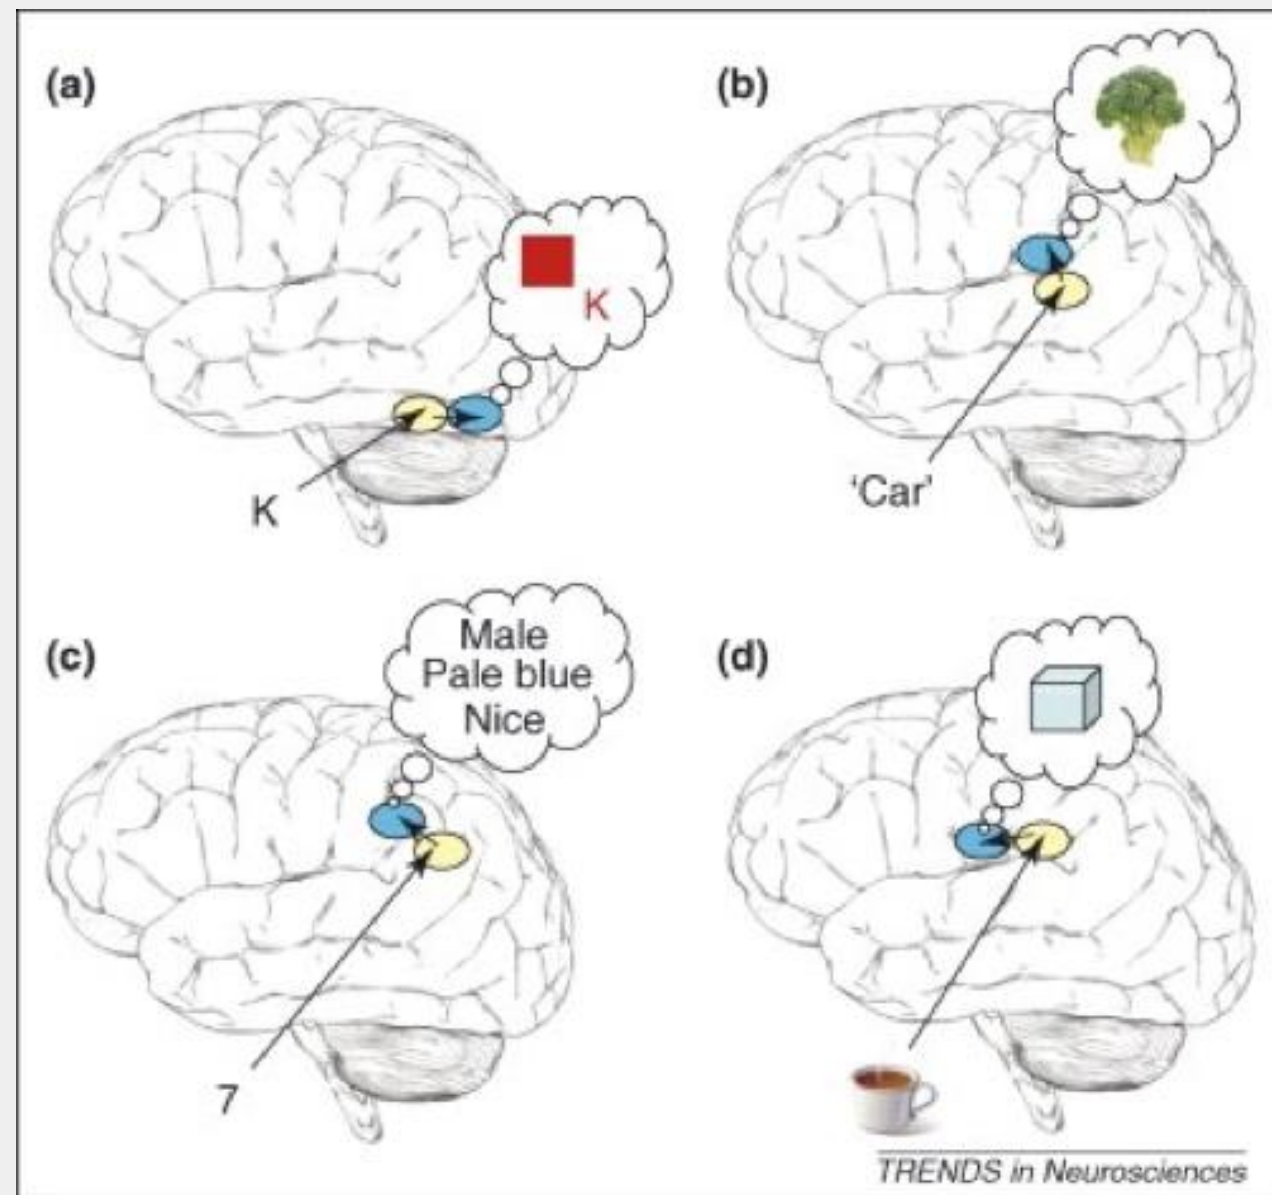 (a)
K
K
(b)
'Car'
(c)
Male
Pale blue
Nice
7
(d)
TRENDS in Neurosciences